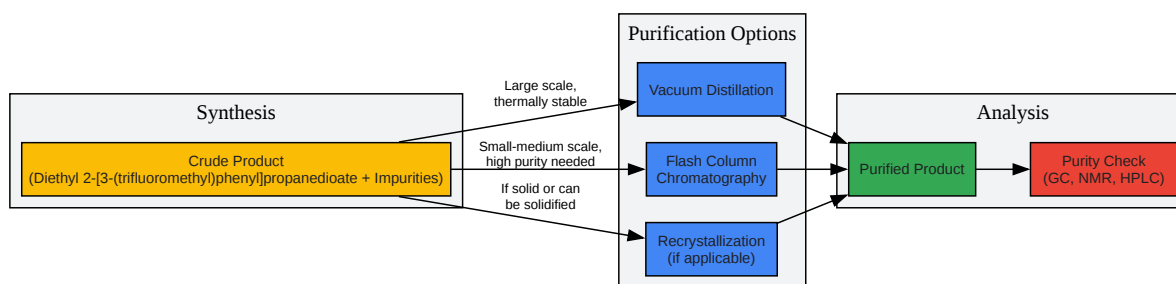 Synthesis
Crude Product
(Diethyl 2-[3-(trifluoromethyl)phenyl]propanedioate + Impurities)
Large scale,
thermally stable
Small-medium scale,
high purity needed
If solid or can
be solidified
Purification Options
Vacuum Distillation
Flash Column
Chromatography
Recrystallization
(if applicable)
Analysis
Purified Product
Purity Check
(GC, NMR, HPLC)